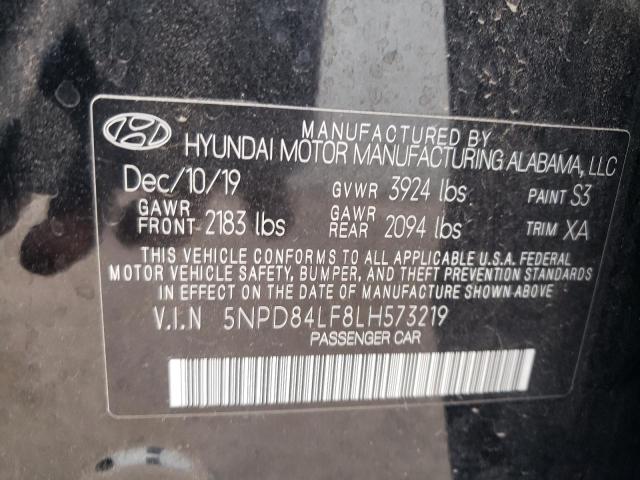 MANUFACTURED BY
HYUNDAI MOTOR MANUFACTURING ALABAMA, LLC
Dec/10/19 GVWR 3924 lbs PAINT S3
GAWR FRONT 2183 lbs GAWR REAR 2094 lbs TRIM XA
THIS VEHICLE CONFORMS TO ALL APPLICABLE U.S.A. FEDERAL
MOTOR VEHICLE SAFETY, BUMPER, AND THEFT PREVENTION STANDARDS
IN EFFECT ON THE DATE OF MANUFACTURE SHOWN ABOVE.
V.I.N 5NPD84LF8LH573219
PASSENGER CAR